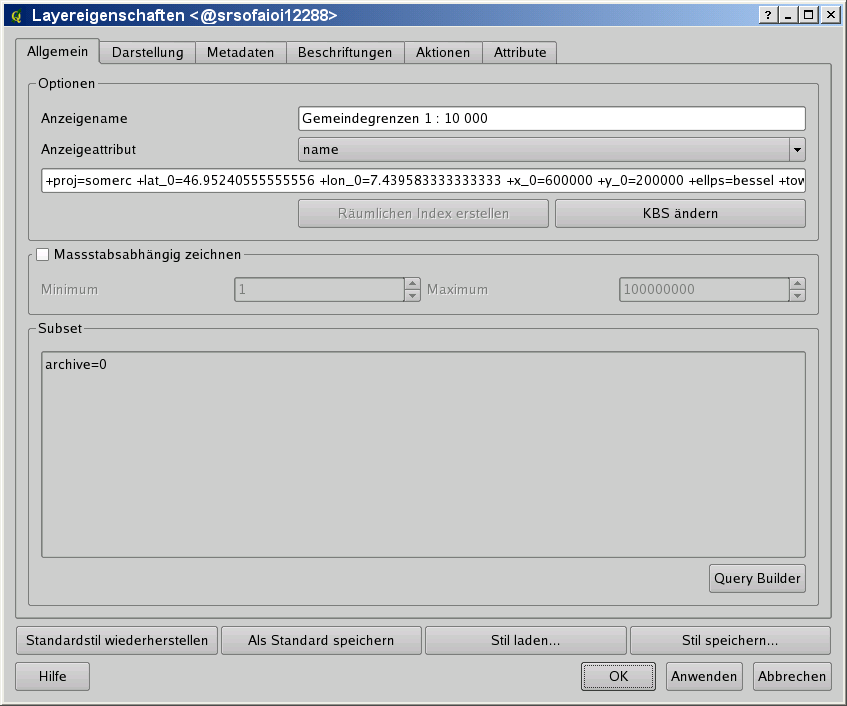 Layereigenschaften <@srsofaioi12288>
Allgemein Darstellung Metadaten Beschriftungen Aktionen Attribute
Optionen
Anzeigename Gemeindegrenzen 1 : 10 000
Anzeigeattribut name
+proj=somerc +lat_0=46.95240555555556 +lon_0=7.439583333333333 +x_0=600000 +y_0=200000 +ellps=bessel +tow
Räumlichen Index erstellen KBS ändern
Massstabsabhängig zeichnen
Minimum 1 Maximum 100000000
Subset
archive=0
Query Builder
Standardstil wiederherstellen Als Standard speichern Stil laden... Stil speichern...
Hilfe OK Anwenden Abbrechen